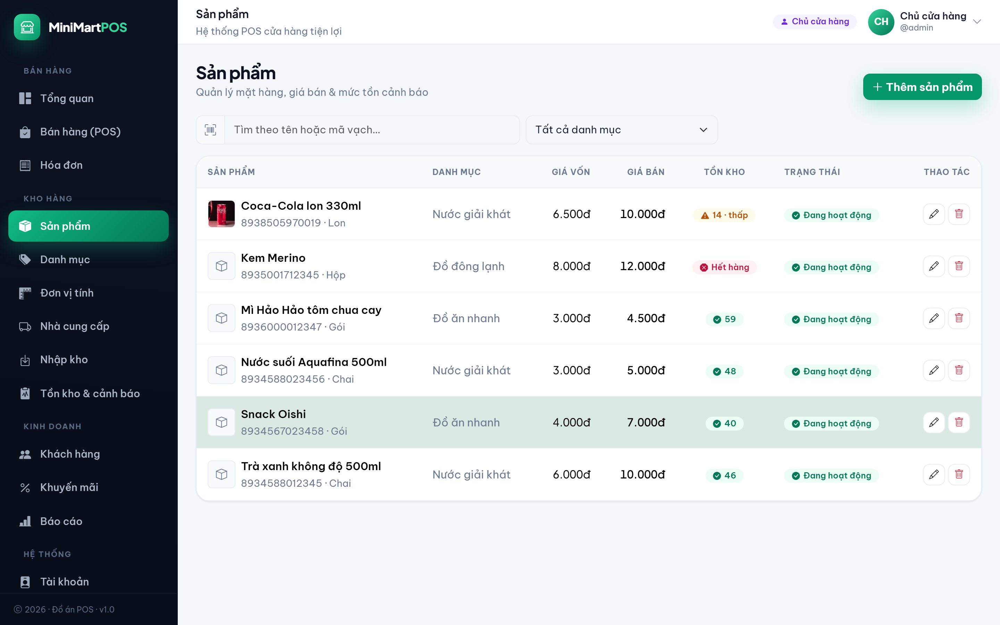 MiniMartPOS
BÁN HÀNG
Tổng quan
Bán hàng (POS)
Hóa đơn
KHO HÀNG
Sản phẩm
Danh mục
Đơn vị tính
Nhà cung cấp
Nhập kho
Tồn kho & cảnh báo
KINH DOANH
Khách hàng
Khuyến mãi
Báo cáo
HỆ THỐNG
Tài khoản
© 2026 · Đồ án POS · v1.0
Sản phẩm
Hệ thống POS cửa hàng tiện lợi
Chủ cửa hàng
CH
Chủ cửa hàng
@admin
Sản phẩm
Quản lý mặt hàng, giá bán & mức tồn cảnh báo
+ Thêm sản phẩm
Tìm theo tên hoặc mã vạch...
Tất cả danh mục
SẢN PHẨM DANH MỤC GIÁ VỐN GIÁ BÁN TỒN KHO TRẠNG THÁI THAO TÁC
Coca-Cola lon 330ml
8938505970019 · Lon
Nước giải khát 6.500đ 10.000đ 14 · thấp Đang hoạt động
Kem Merino
8935001712345 · Hộp
Đồ đông lạnh 8.000đ 12.000đ Hết hàng Đang hoạt động
Mì Hảo Hảo tôm chua cay
8936000012347 · Gói
Đồ ăn nhanh 3.000đ 4.500đ 59 Đang hoạt động
Nước suối Aquafina 500ml
8934588023456 · Chai
Nước giải khát 3.000đ 5.000đ 48 Đang hoạt động
Snack Oishi
8934567023458 · Gói
Đồ ăn nhanh 4.000đ 7.000đ 40 Đang hoạt động
Trà xanh không độ 500ml
8934588012345 · Chai
Nước giải khát 6.000đ 10.000đ 46 Đang hoạt động